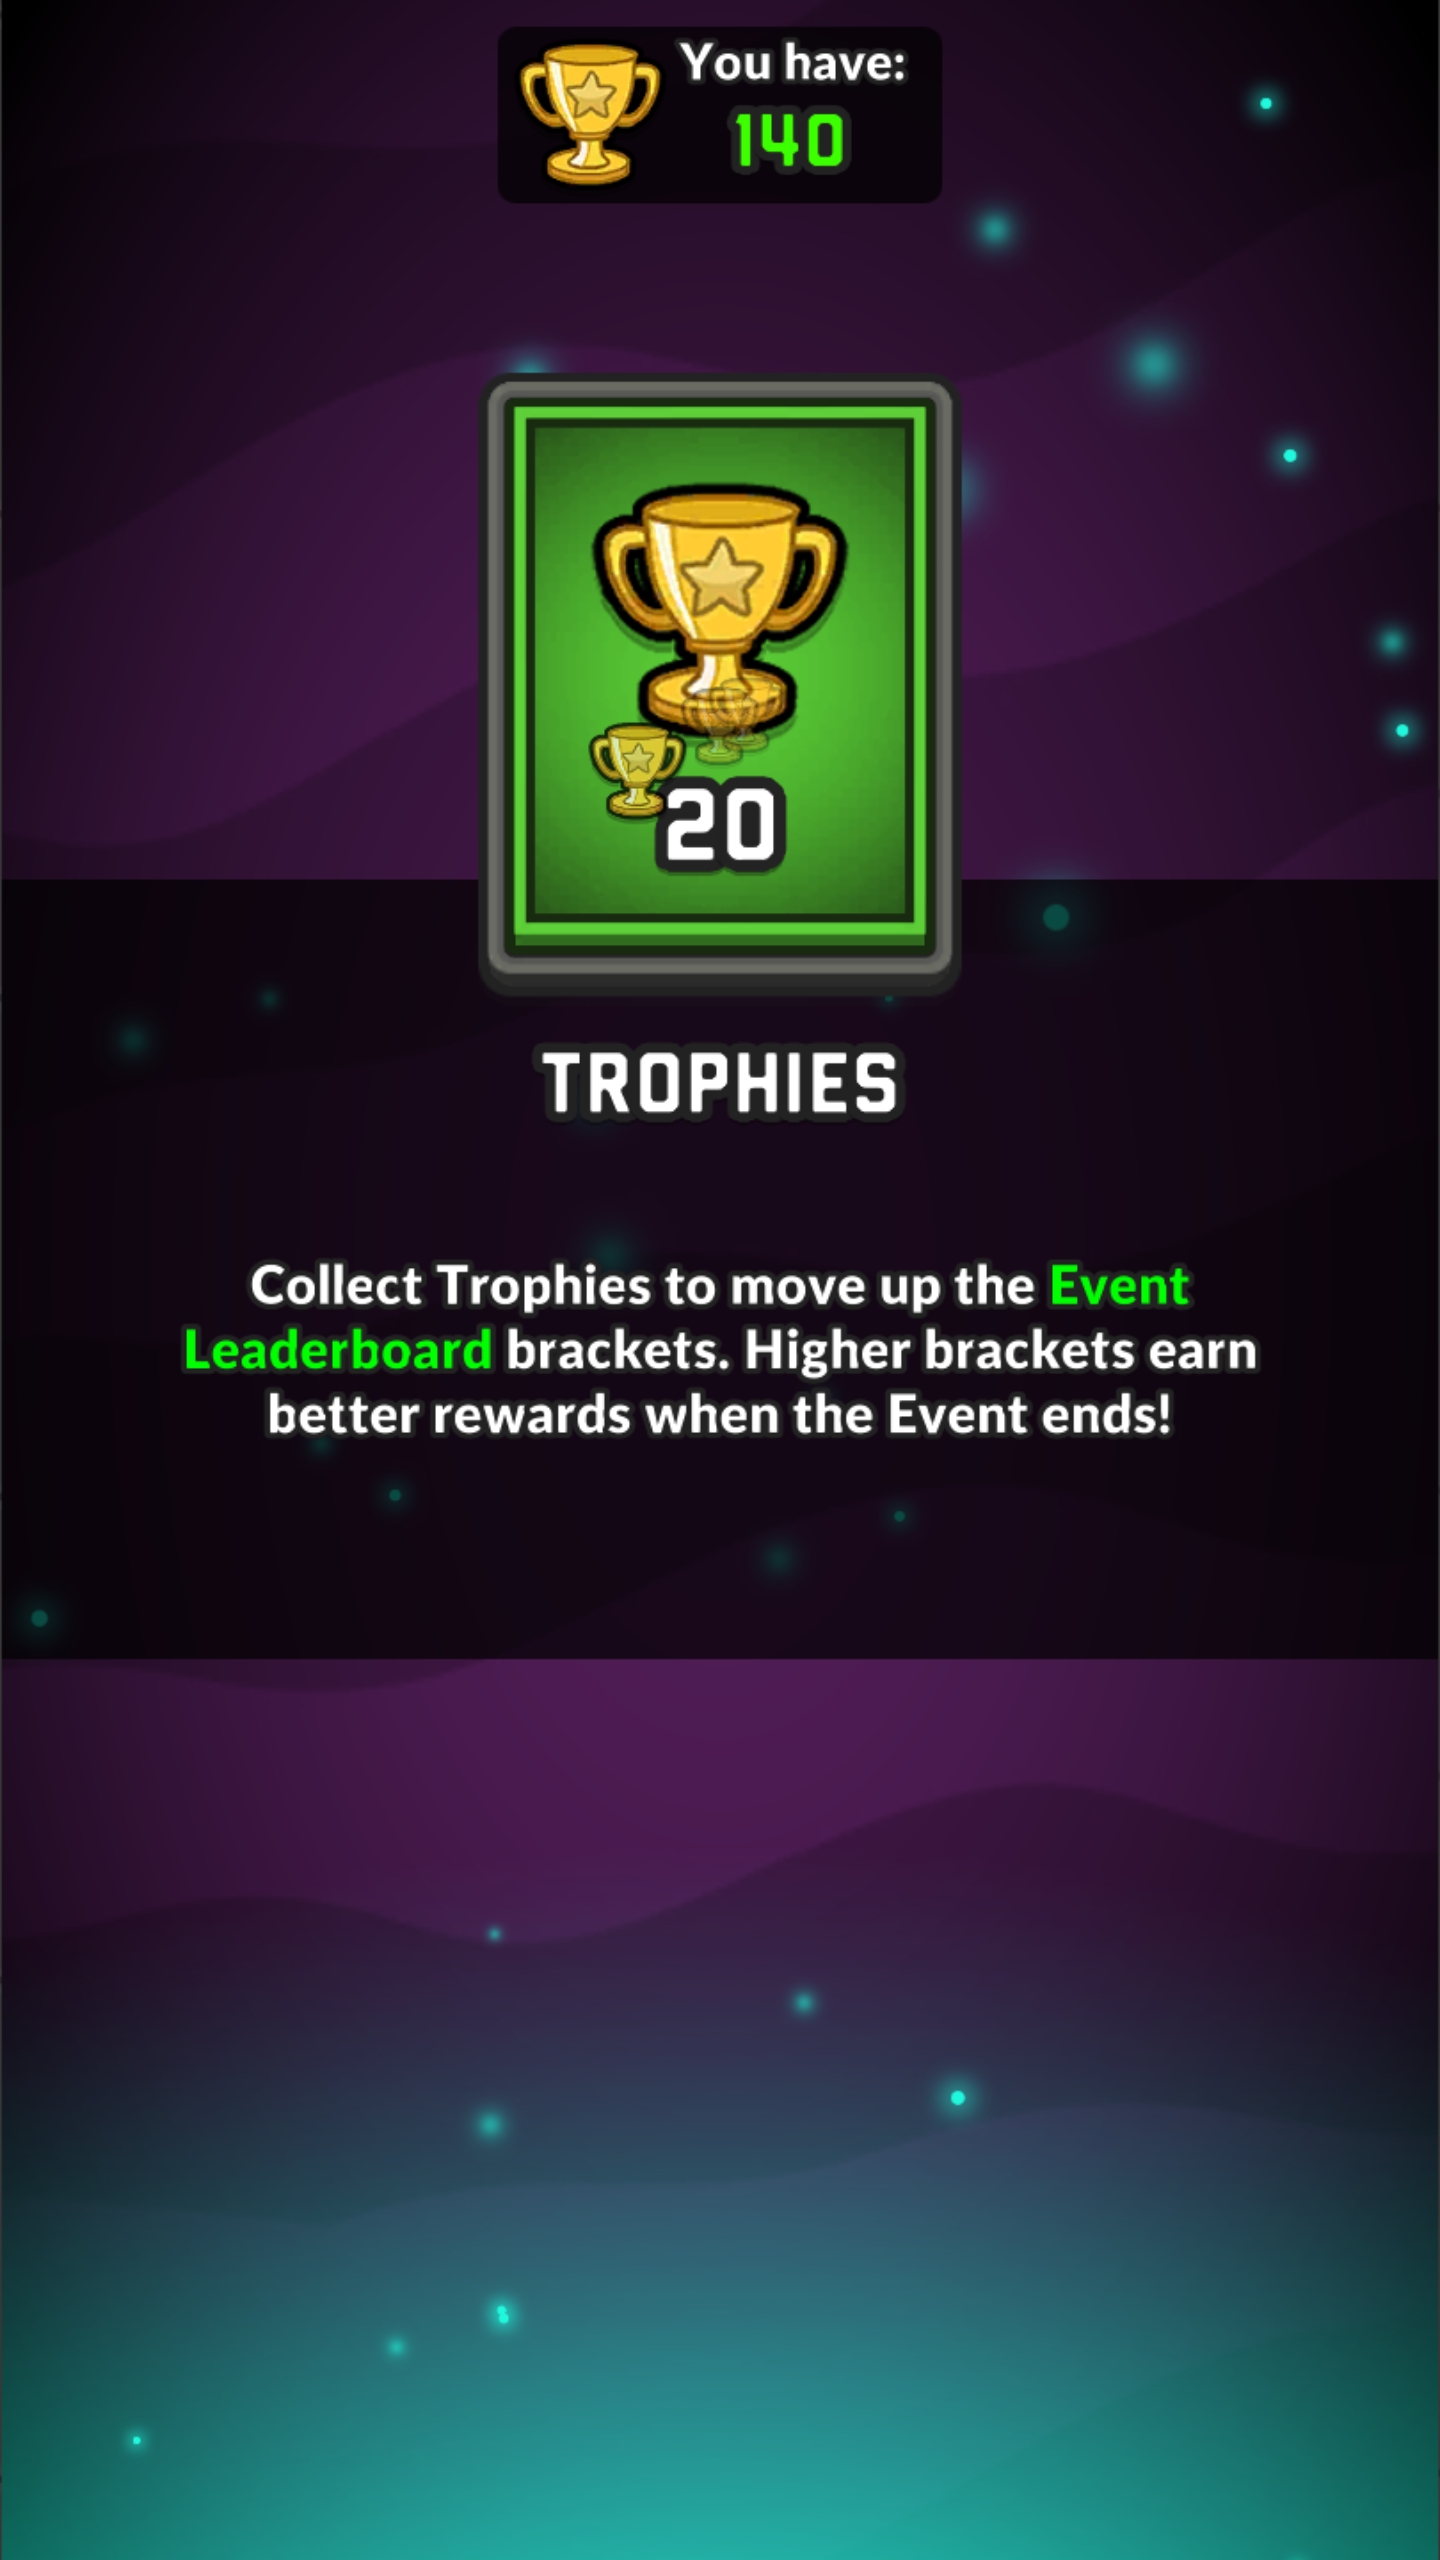 You have:
140
20
TROPHIES
Collect Trophies to move up the Event
Leaderboard brackets. Higher brackets earn
better rewards when the Event ends!